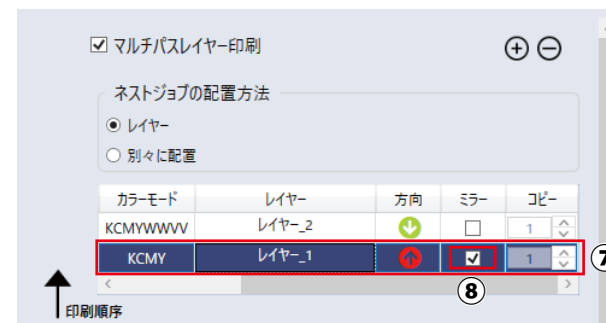 マルチパスレイヤー印刷
ネストジョブの配置方法
レイヤー
別々に配置
カラーモード レイヤー 方向 ミラー コピー
KCMYWWVV レイヤー_2 1
KCMY レイヤー_1 1 ⑦
⑧
印刷順序